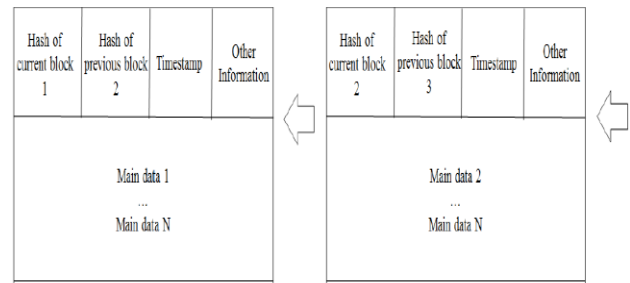 Hash of
current block
1
Hash of
previous block
2
Timestamp
Other
Information
Main data 1
...
Main data N
Hash of
current block
2
Hash of
previous block
3
Timestamp
Other
Information
Main data 2
...
Main data N